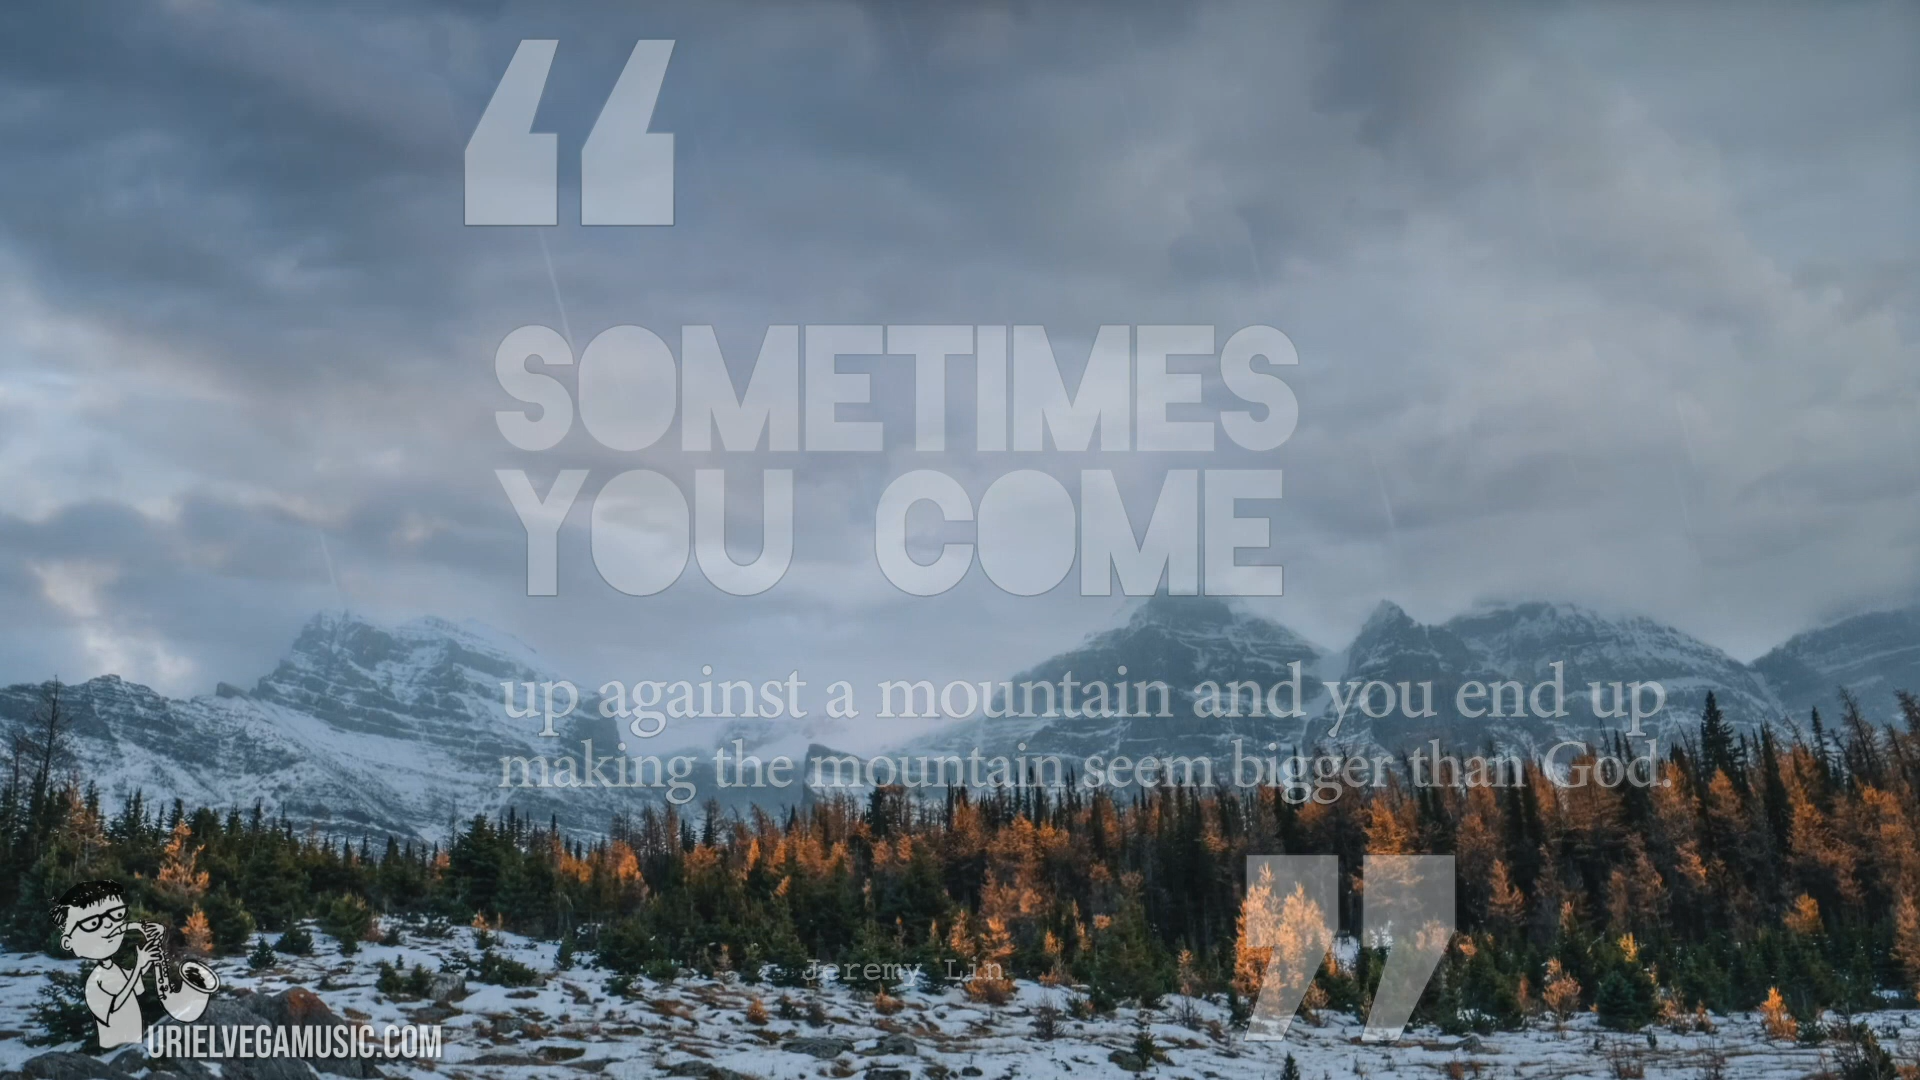 “
SOMETIMES
YOU COME
up against a mountain and you end up
making the mountain seem bigger than God.
”
Jeremy Lin
URIELVEGAMUSIC.COM